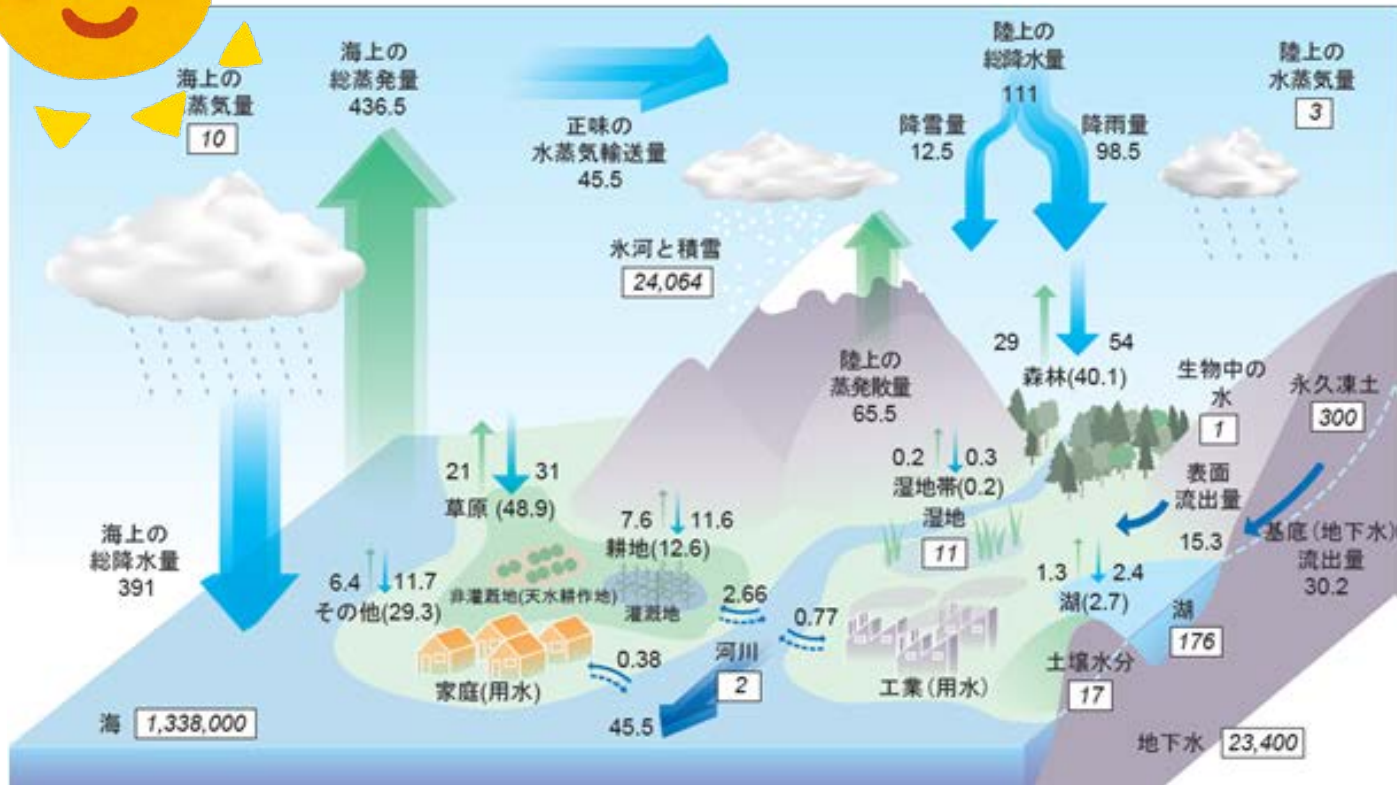 海上の
蒸気量
10
海上の
総蒸発量
436.5
正味の
水蒸気輸送量
45.5
陸上の
総降水量
111
降雪量
12.5
降雨量
98.5
陸上の
水蒸気量
3
氷河と積雪
24,064
陸上の
蒸発散量
65.5
29 54
森林(40.1)
生物中の
水
1
永久凍土
300
21 31
草原 (48.9)
7.6 11.6
耕地(12.6)
0.2 0.3
湿地帯(0.2)
湿地
11
表面
流出量
15.3
基底(地下水)
流出量
30.2
海上の
総降水量
391
6.4 11.7
その他(29.3)
非灌漑地(天水耕作地)
灌漑地
2.66
0.77
1.3 2.4
湖(2.7)
湖
176
家庭(用水)
0.38
河川
2
工業(用水)
土壌水分
17
45.5
海 1,338,000
地下水 23,400